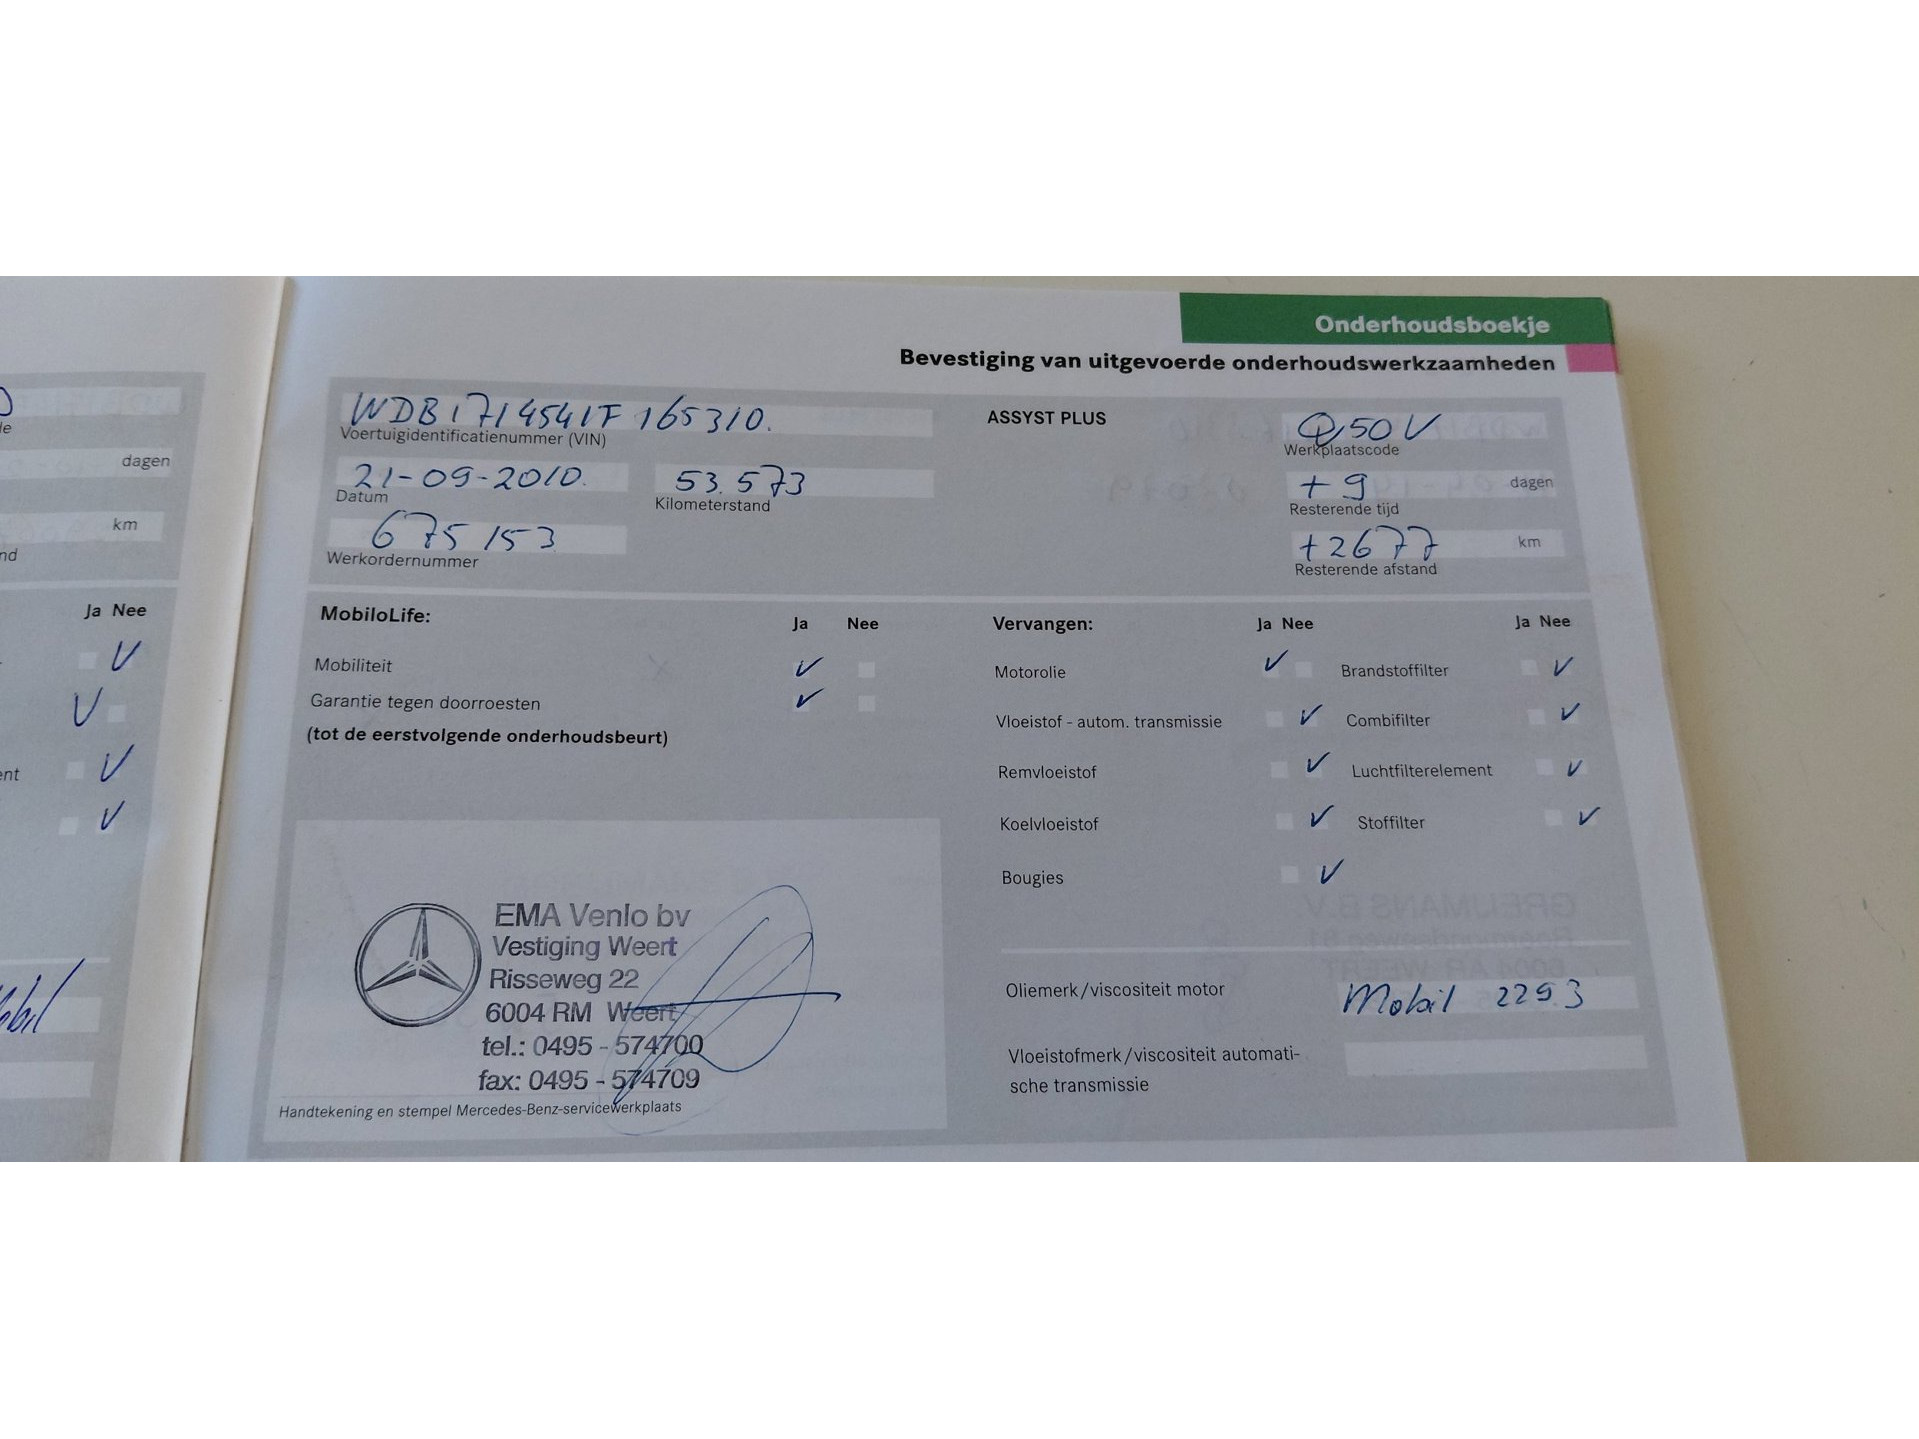 Onderhoudsboekje
Bevestiging van uitgevoerde onderhoudswerkzaamheden
WDB1714541F165310.
Voertuigidentificatienummer (VIN)
21-09-2010.
Datum
53.573
Kilometerstand
675153
Werkordernummer
ASSYST PLUS
Q50V
Werkplaatscode
+9 dagen
Resterende tijd
+2677 km
Resterende afstand
dagen
km
Ja Nee
MobiloLife: Ja Nee
Mobiliteit
Garantie tegen doorroesten
(tot de eerstvolgende onderhoudsbeurt)
Vervangen: Ja Nee Ja Nee
Motorolie Brandstoffilter
Vloeistof - autom. transmissie Combifilter
Remvloeistof Luchtfilterelement
Koelvloeistof Stoffilter
Bougies
EMA Venlo bv
Vestiging Weert
Risseweg 22
6004 RM Weert
tel.: 0495 - 574700
fax: 0495 - 574709
Handtekening en stempel Mercedes-Benz-servicewerkplaats
Oliemerk/viscositeit motor Mobil 2293
Vloeistofmerk/viscositeit automati-
sche transmissie